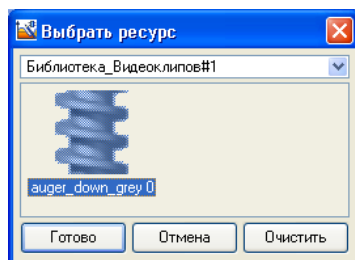 Выбрать ресурс
Библиотека_Видеоклипов#1
auger_down_grey 0
Готово
Отмена
Очистить